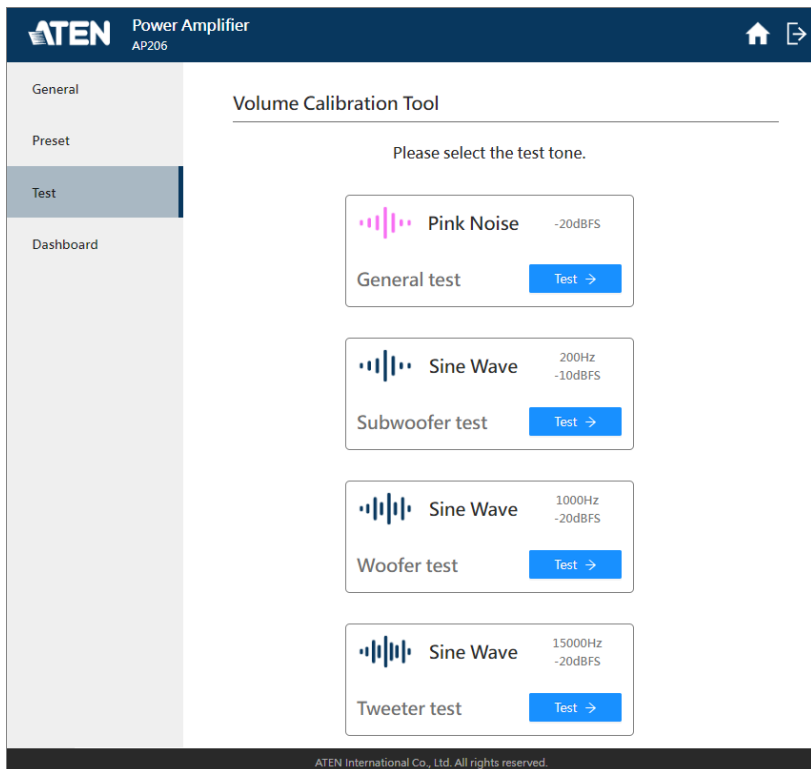 ATEN
Power Amplifier
AP206
General
Preset
Test
Dashboard
Volume Calibration Tool
Please select the test tone.
Pink Noise
-20dBFS
General test
Test →
Sine Wave
200Hz
-10dBFS
Subwoofer test
Test →
Sine Wave
1000Hz
-20dBFS
Woofer test
Test →
Sine Wave
15000Hz
-20dBFS
Tweeter test
Test →
ATEN International Co., Ltd. All rights reserved.